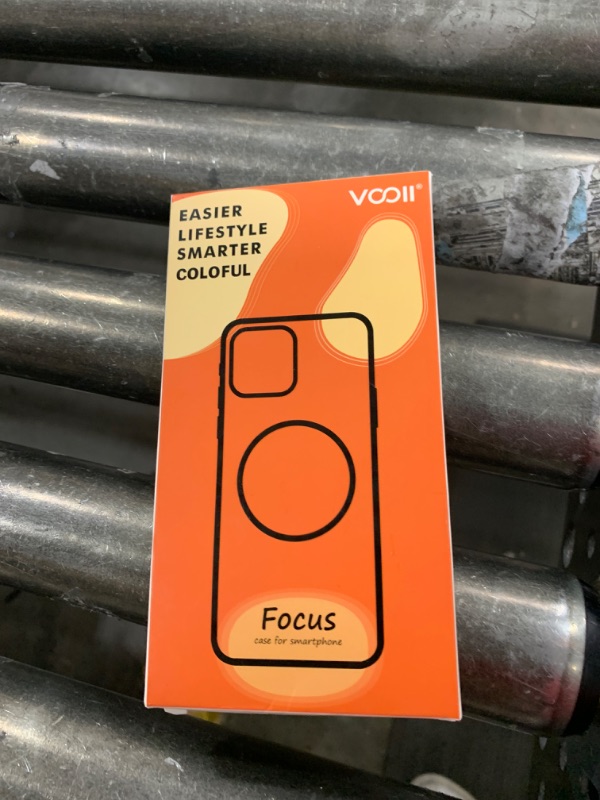 VOOII®
EASIER
LIFESTYLE
SMARTER
COLOFUL
Focus
case for smartphone